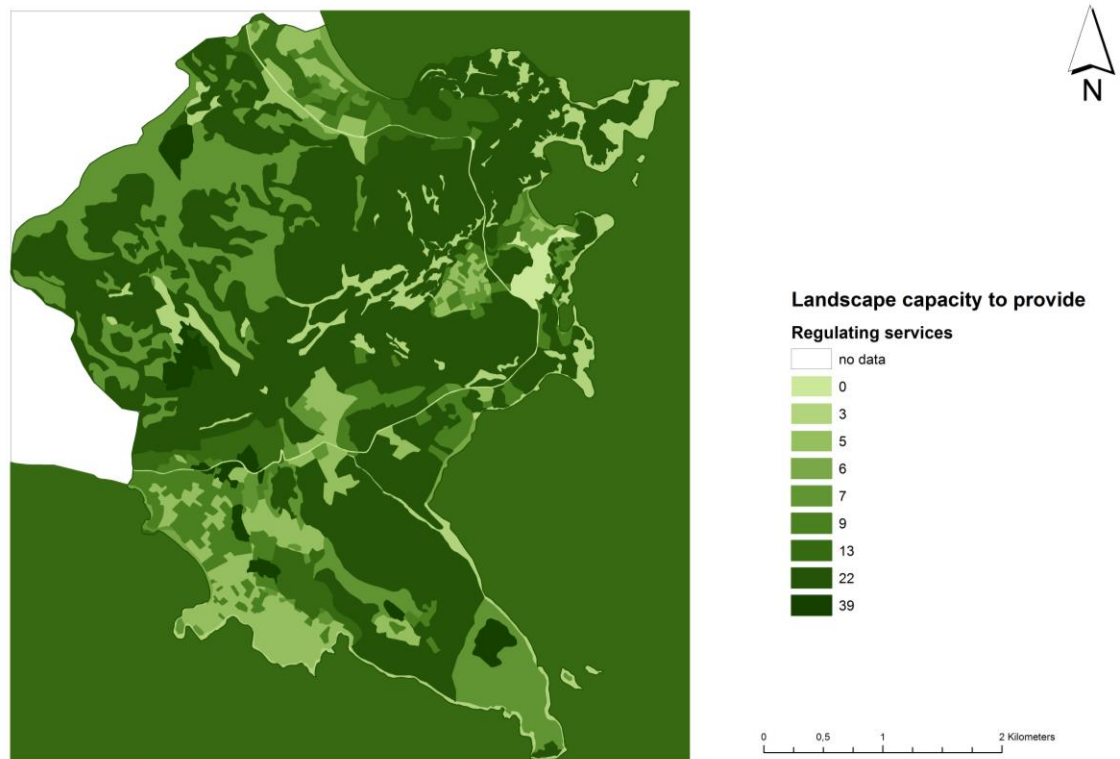 N
Landscape capacity to provide
Regulating services
no data
0
3
5
6
7
9
13
22
39
0 0,5 1 2 Kilometers